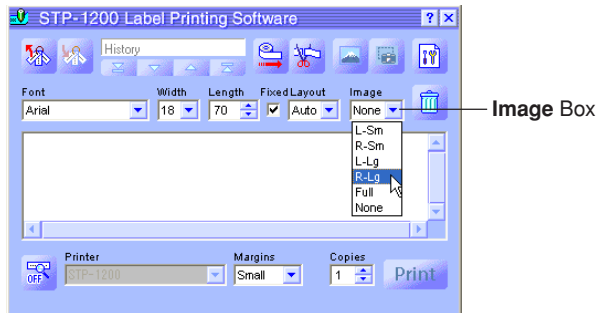 STP-1200 Label Printing Software
History
Font Width Length Fixed Layout Image
Arial 18 70 Auto None
Image Box
L-Sm
R-Sm
L-Lg
R-Lg
Full
None
Printer Margins Copies
OFF STP-1200 Small 1 Print